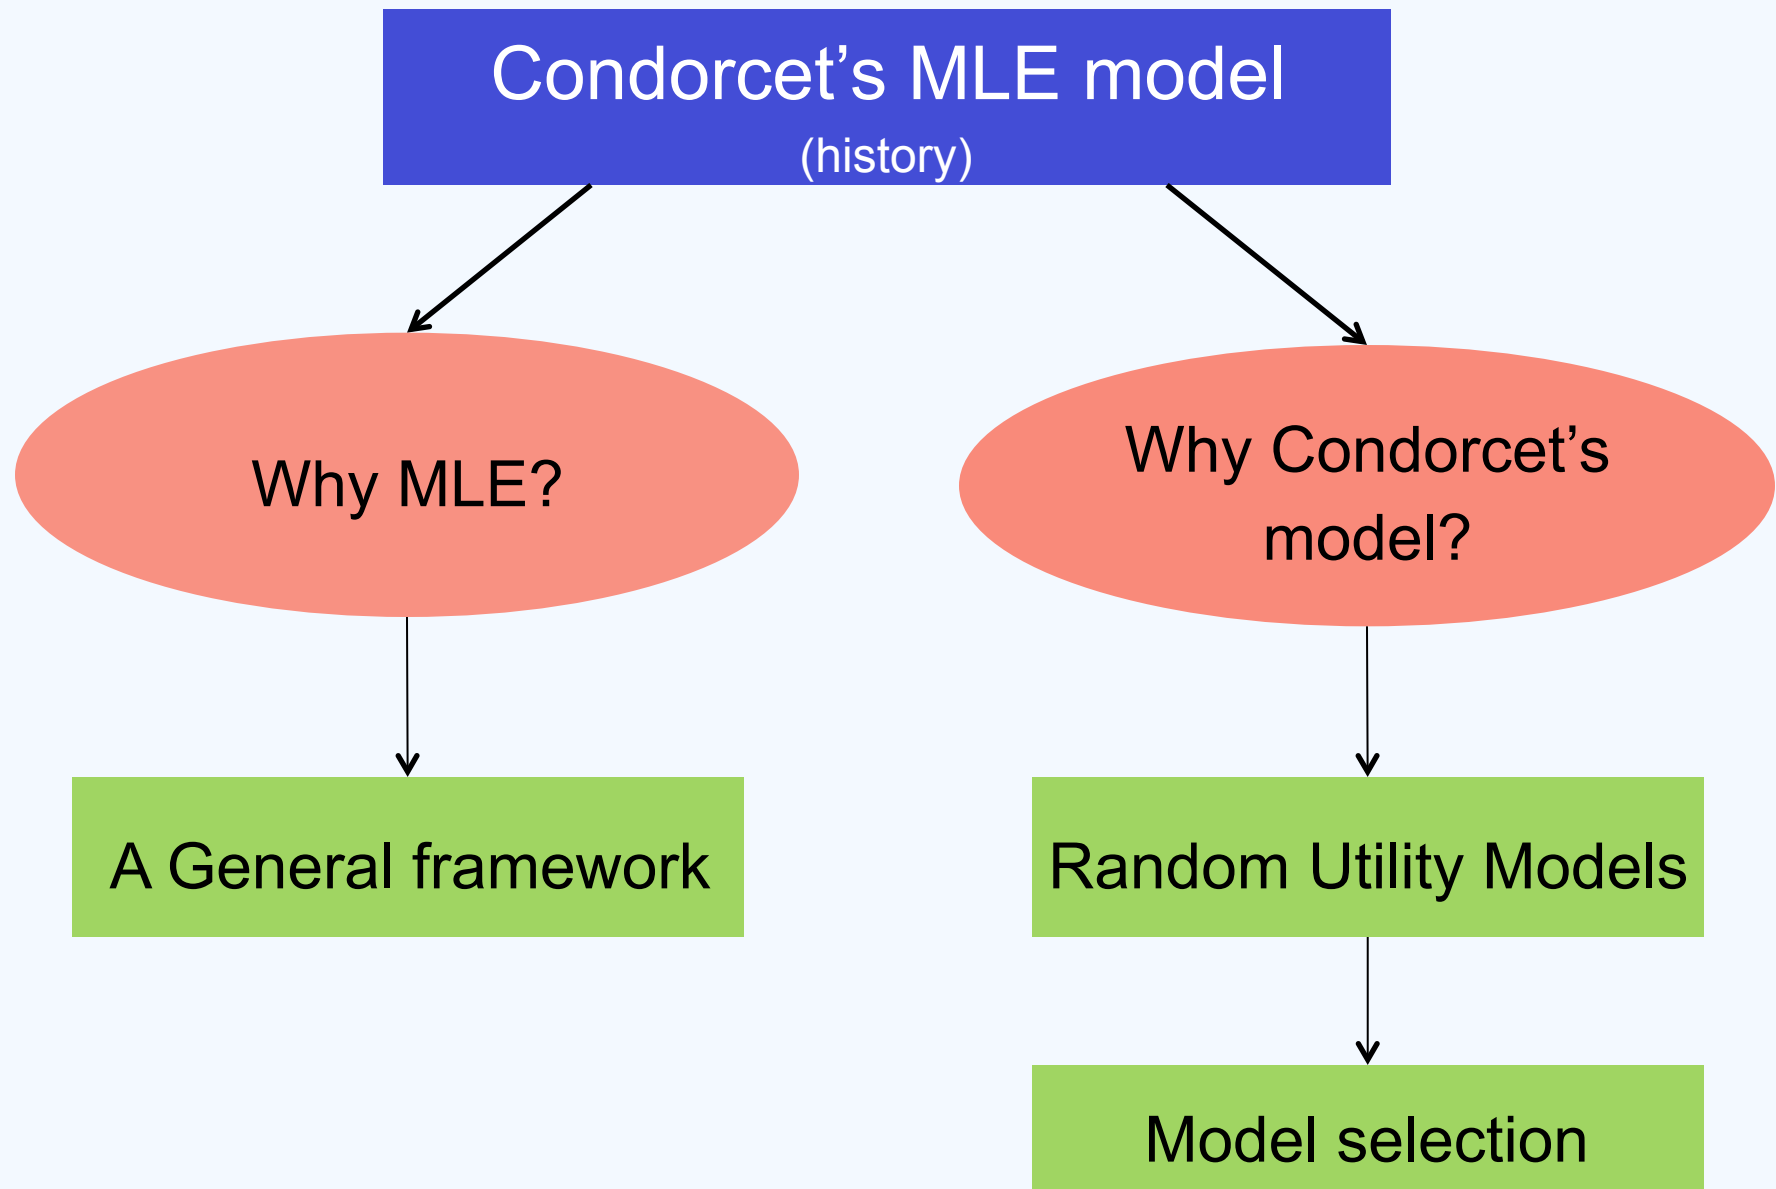 Condorcet’s MLE model
(history)
Why MLE?
Why Condorcet’s
model?
A General framework
Random Utility Models
Model selection